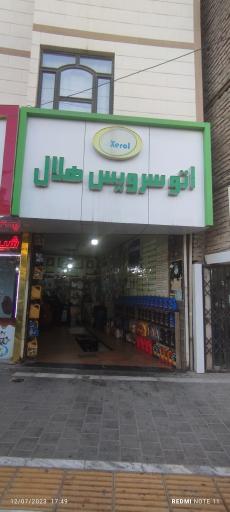 Xerol
اتو سرویس هلال
12/07/2023 17:49
REDMI NOTE 11